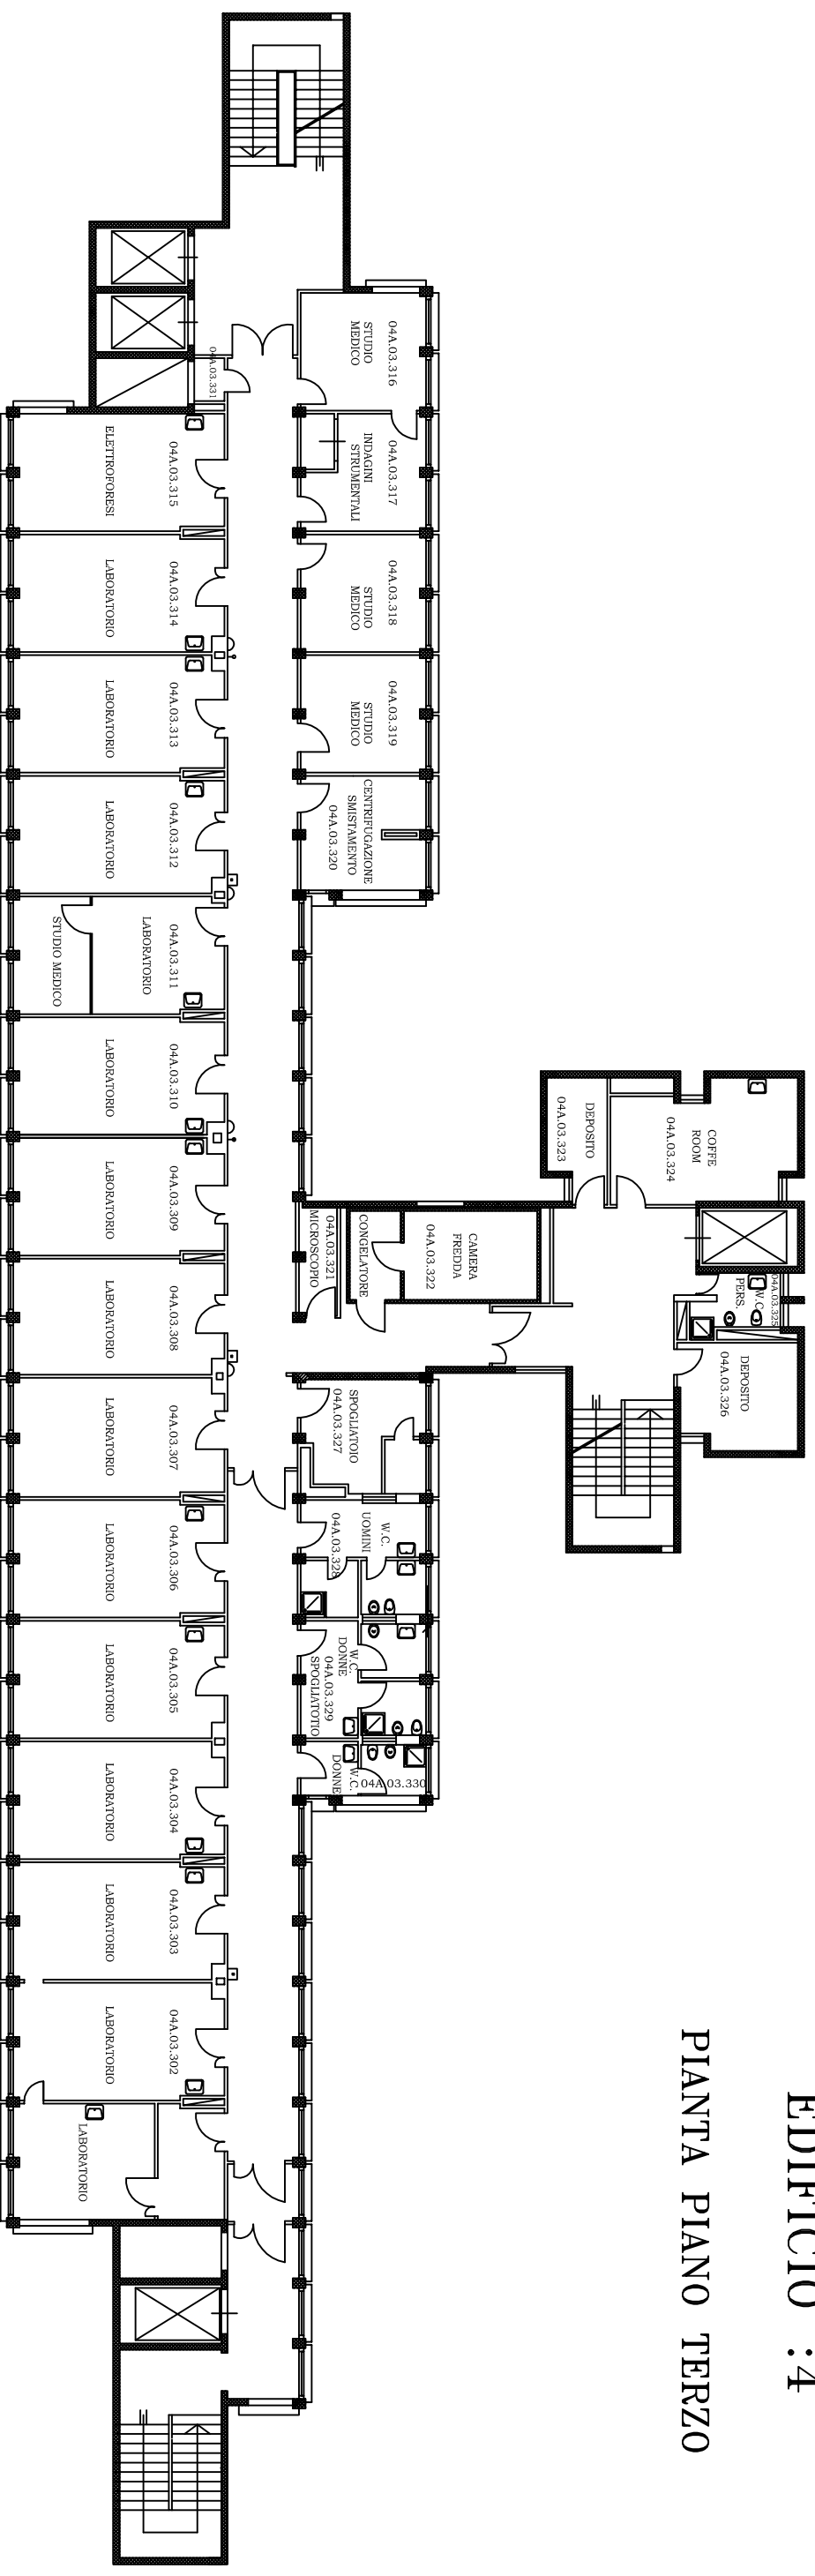 EDIFICIO :4
PIANTA PIANO TERZO
04A.03.316
STUDIO
MEDICO
04A.03.317
INDAGINI
STRUMENTALI
04A.03.318
STUDIO
MEDICO
04A.03.319
STUDIO
MEDICO
CENTRIFUGAZIONE
SMISTAMENTO
04A.03.320
04A.03.331
04A.03.315
ELETTROFORESI
04A.03.314
LABORATORIO
04A.03.313
LABORATORIO
04A.03.312
LABORATORIO
04A.03.311
LABORATORIO
STUDIO MEDICO
04A.03.310
LABORATORIO
04A.03.309
LABORATORIO
04A.03.308
LABORATORIO
04A.03.307
LABORATORIO
04A.03.306
LABORATORIO
04A.03.305
LABORATORIO
04A.03.304
LABORATORIO
04A.03.303
LABORATORIO
04A.03.302
LABORATORIO
LABORATORIO
COFFE
ROOM
04A.03.324
DEPOSITO
04A.03.323
04A.03.325
W.C.
PERS.
DEPOSITO
04A.03.326
CAMERA
FREDDA
04A.03.322
CONGELATORE
04A.03.321
MICROSCOPIO
SPOGLIATOIO
04A.03.327
W.C.
UOMINI
04A.03.328
W.C.
DONNE
04A.03.329
SPOGLIATOTIO
04A.03.330
W.C.
DONNE